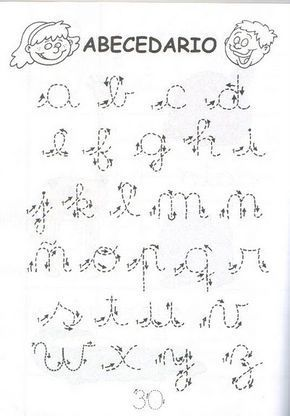 ABECEDARIO
a b c d
e f g h i
j k l m n
ñ o p q r
s t u v
w x y z
30